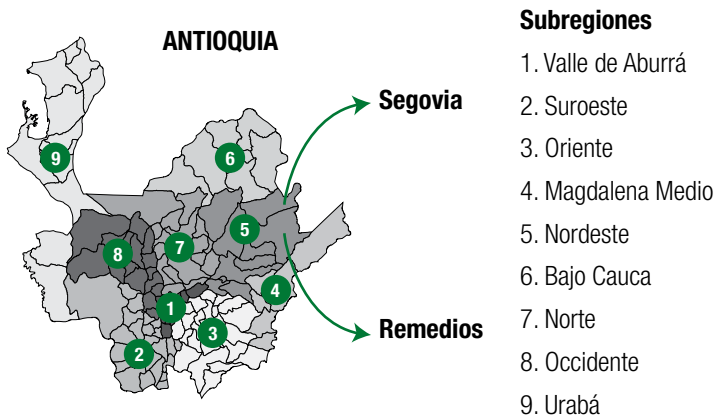 ANTIOQUIA
Segovia
Remedios
9
6
5
8
7
4
1
3
2
Subregiones
1. Valle de Aburrá
2. Suroeste
3. Oriente
4. Magdalena Medio
5. Nordeste
6. Bajo Cauca
7. Norte
8. Occidente
9. Urabá